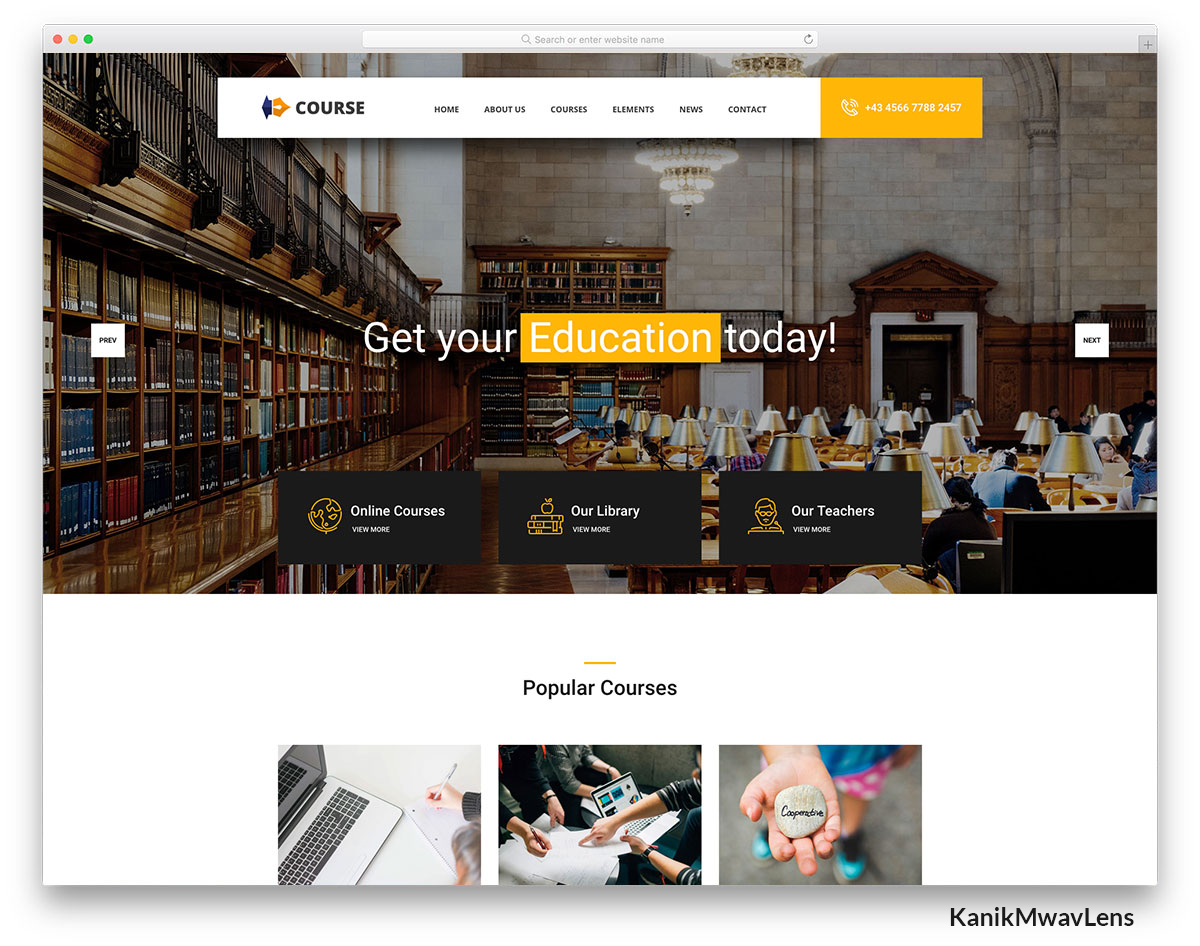 Search or enter website name
COURSE
HOME ABOUT US COURSES ELEMENTS NEWS CONTACT
+43 4566 7788 2457
Get your Education today!
PREV
NEXT
Online Courses
VIEW MORE
Our Library
VIEW MORE
Our Teachers
VIEW MORE
Popular Courses
Cooperative
KanikMwavLens